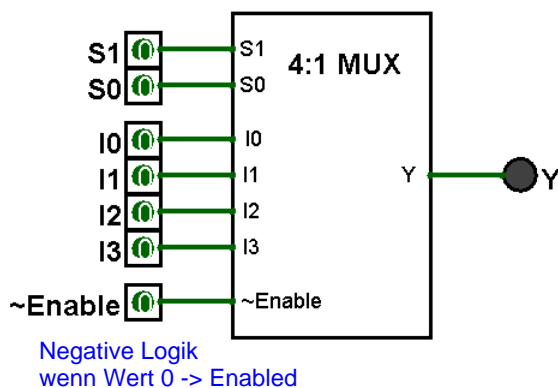 S1
S1
4:1 MUX
S0
S0
I0
I0
I1
I1
Y
Y
I2
I2
I3
I3
~Enable
~Enable
Negative Logik
wenn Wert 0 -> Enabled